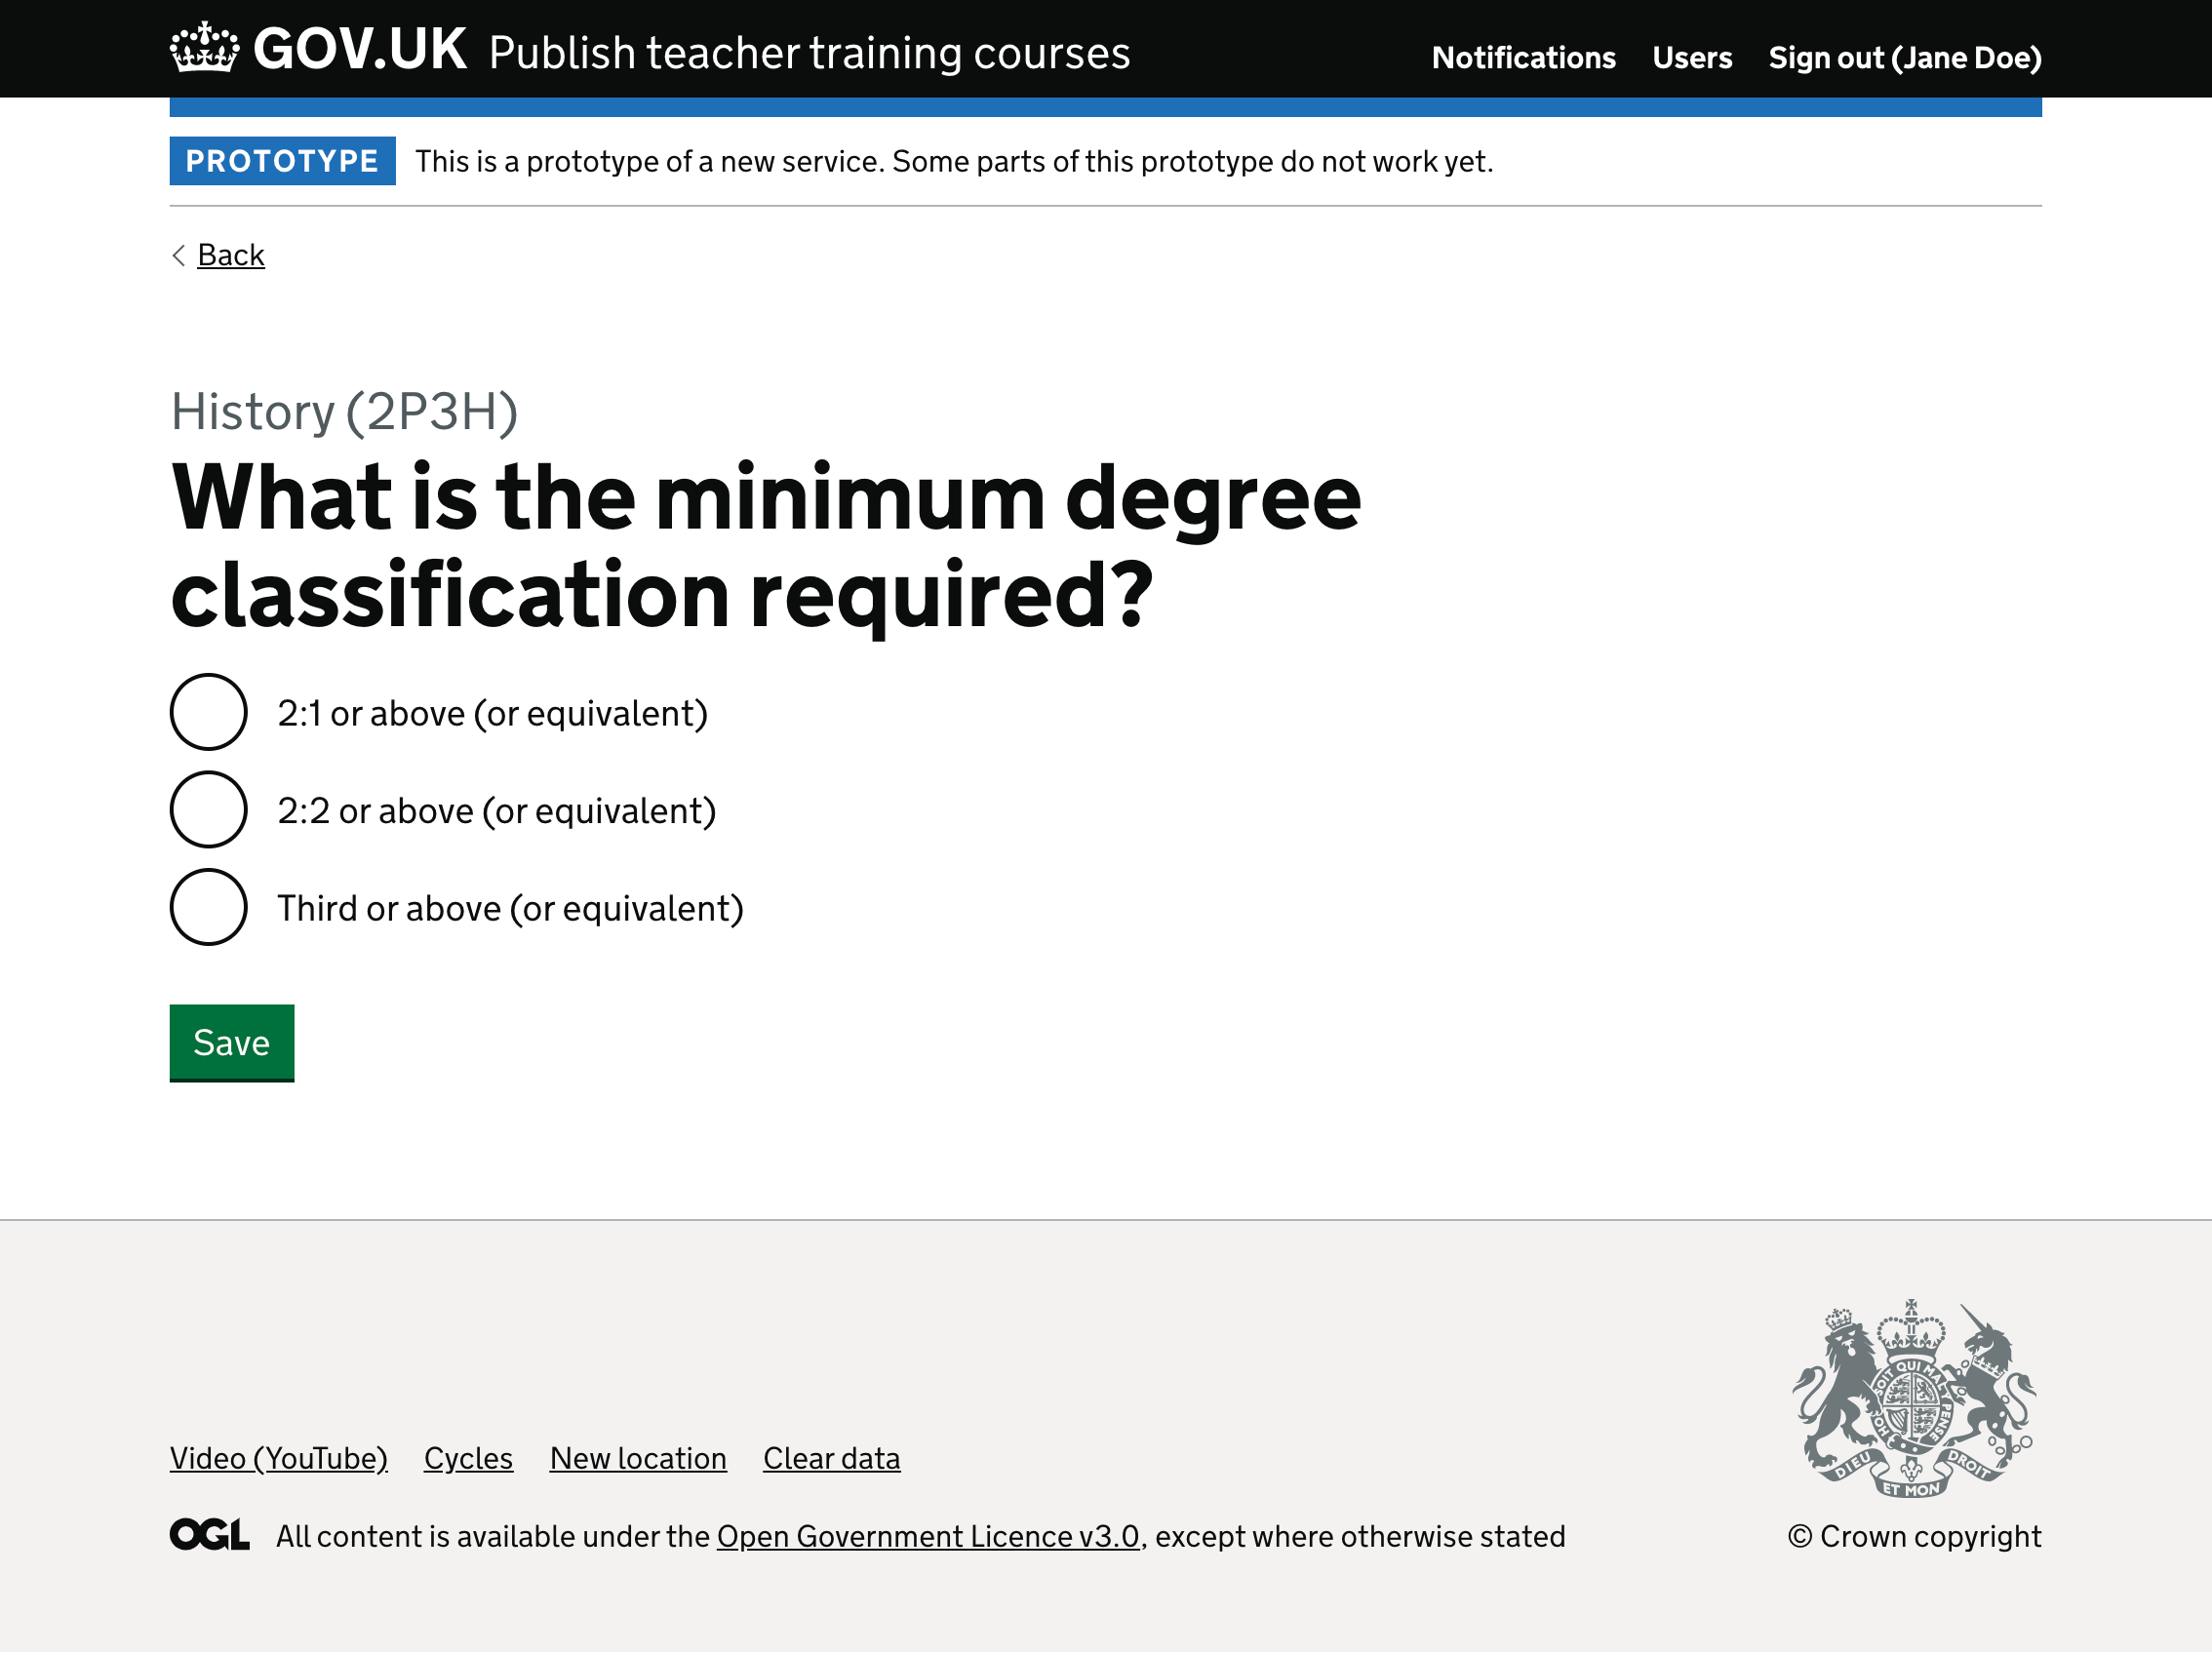 GOV.UK Publish teacher training courses Notifications Users Sign out (Jane Doe)
PROTOTYPE This is a prototype of a new service. Some parts of this prototype do not work yet.
Back
History (2P3H)
What is the minimum degree
classification required?
2:1 or above (or equivalent)
2:2 or above (or equivalent)
Third or above (or equivalent)
Save
Video (YouTube) Cycles New location Clear data
OGL All content is available under the Open Government Licence v3.0, except where otherwise stated
SOIT QUI MAL Y PENSE
DIEU ET MON DROIT
© Crown copyright